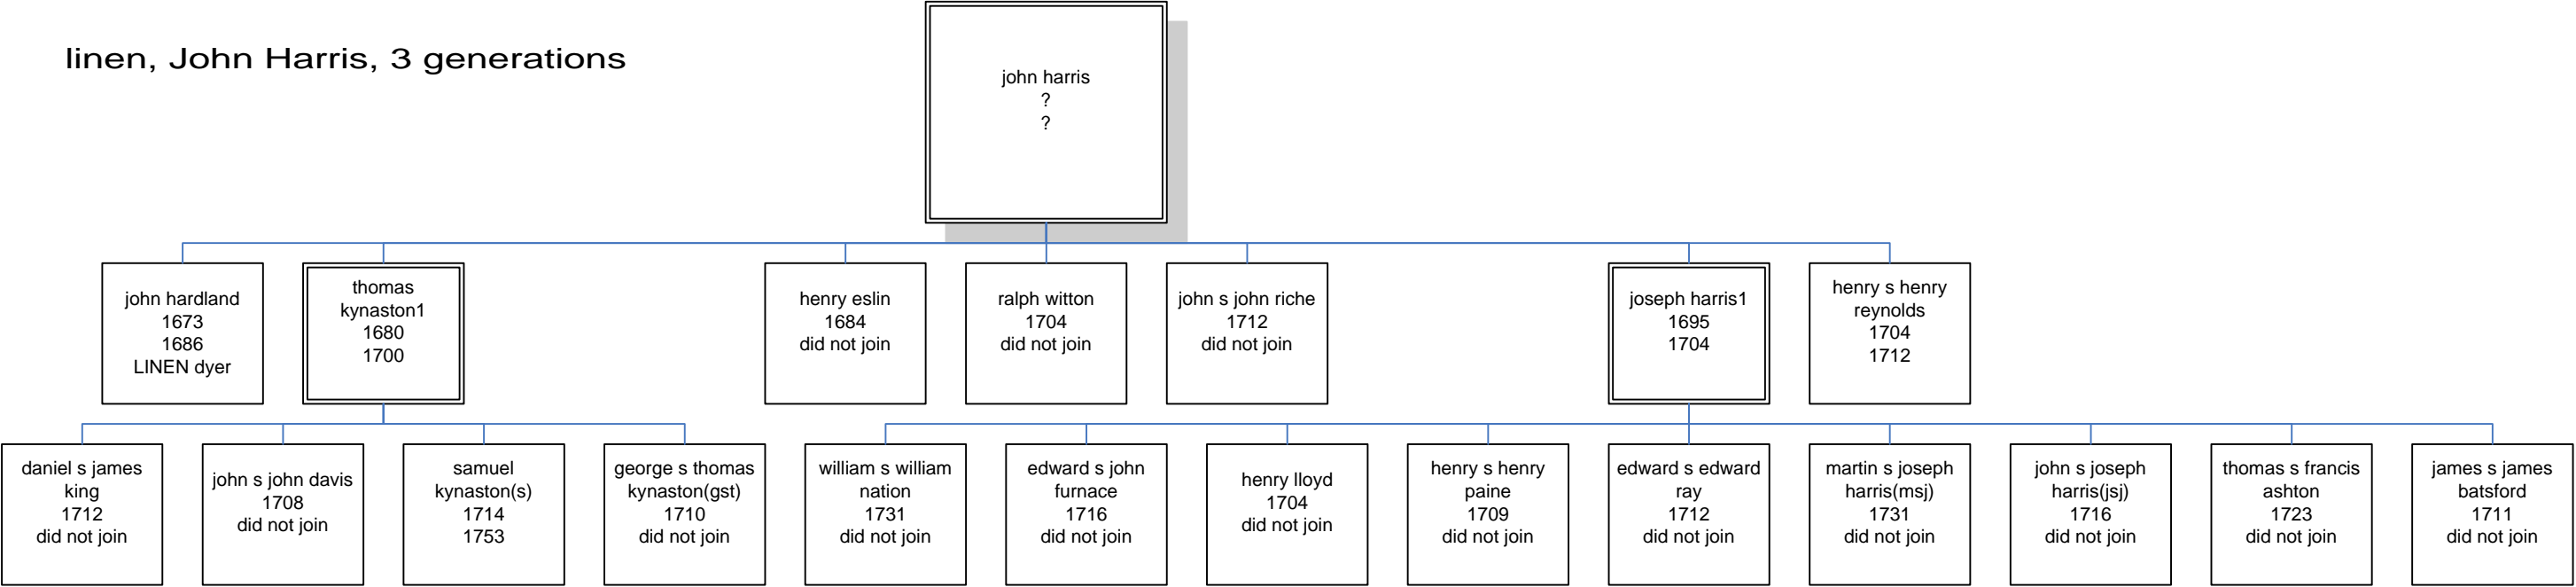 linen, John Harris, 3 generations
john harris
?
?
john hardland
1673
1686
LINEN dyer
thomas
kynaston1
1680
1700
henry eslin
1684
did not join
ralph witton
1704
did not join
john s john riche
1712
did not join
joseph harris1
1695
1704
henry s henry
reynolds
1704
1712
daniel s james
king
1712
did not join
john s john davis
1708
did not join
samuel
kynaston(s)
1714
1753
george s thomas
kynaston(gst)
1710
did not join
william s william
nation
1731
did not join
edward s john
furnace
1716
did not join
henry lloyd
1704
did not join
henry s henry
paine
1709
did not join
edward s edward
ray
1712
did not join
martin s joseph
harris(msj)
1731
did not join
john s joseph
harris(jsj)
1716
did not join
thomas s francis
ashton
1723
did not join
james s james
batsford
1711
did not join